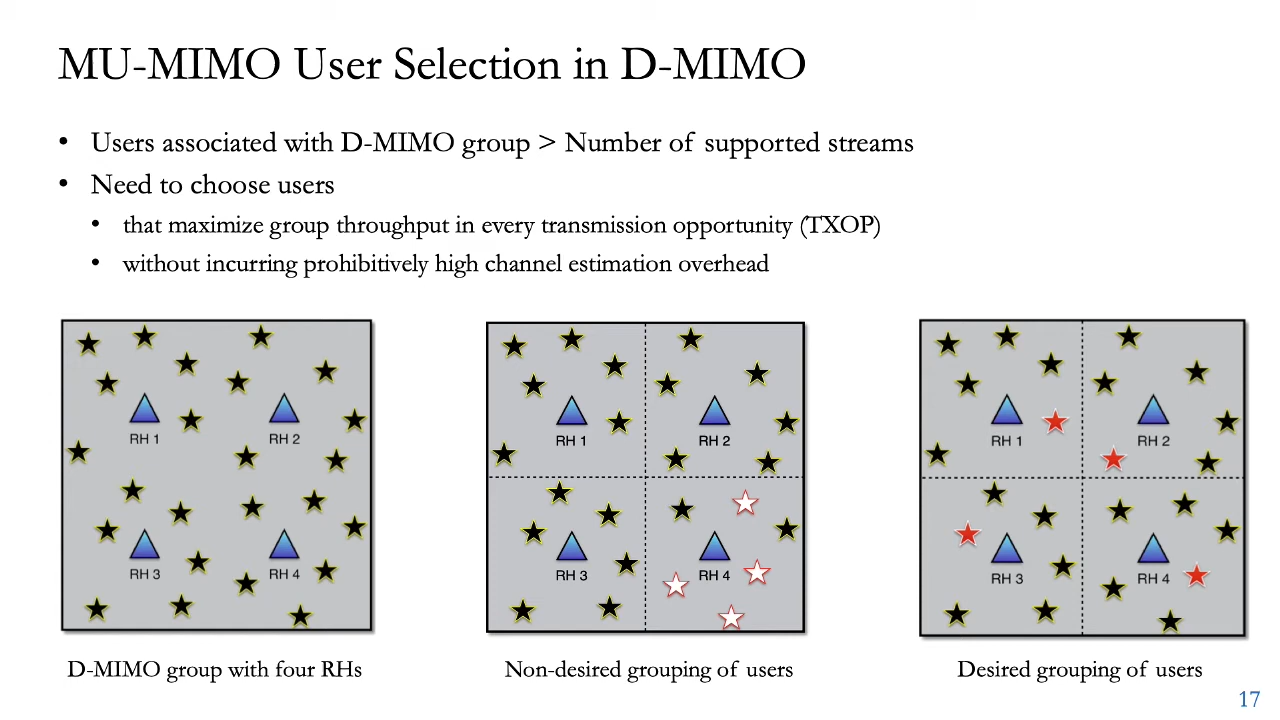 MU-MIMO User Selection in D-MIMO
• Users associated with D-MIMO group > Number of supported streams
• Need to choose users
• that maximize group throughput in every transmission opportunity (TXOP)
• without incurring prohibitively high channel estimation overhead
RH 1
RH 2
RH 3
RH 4
D-MIMO group with four RHs
RH 1
RH 2
RH 3
RH 4
Non-desired grouping of users
RH 1
RH 2
RH 3
RH 4
Desired grouping of users
17